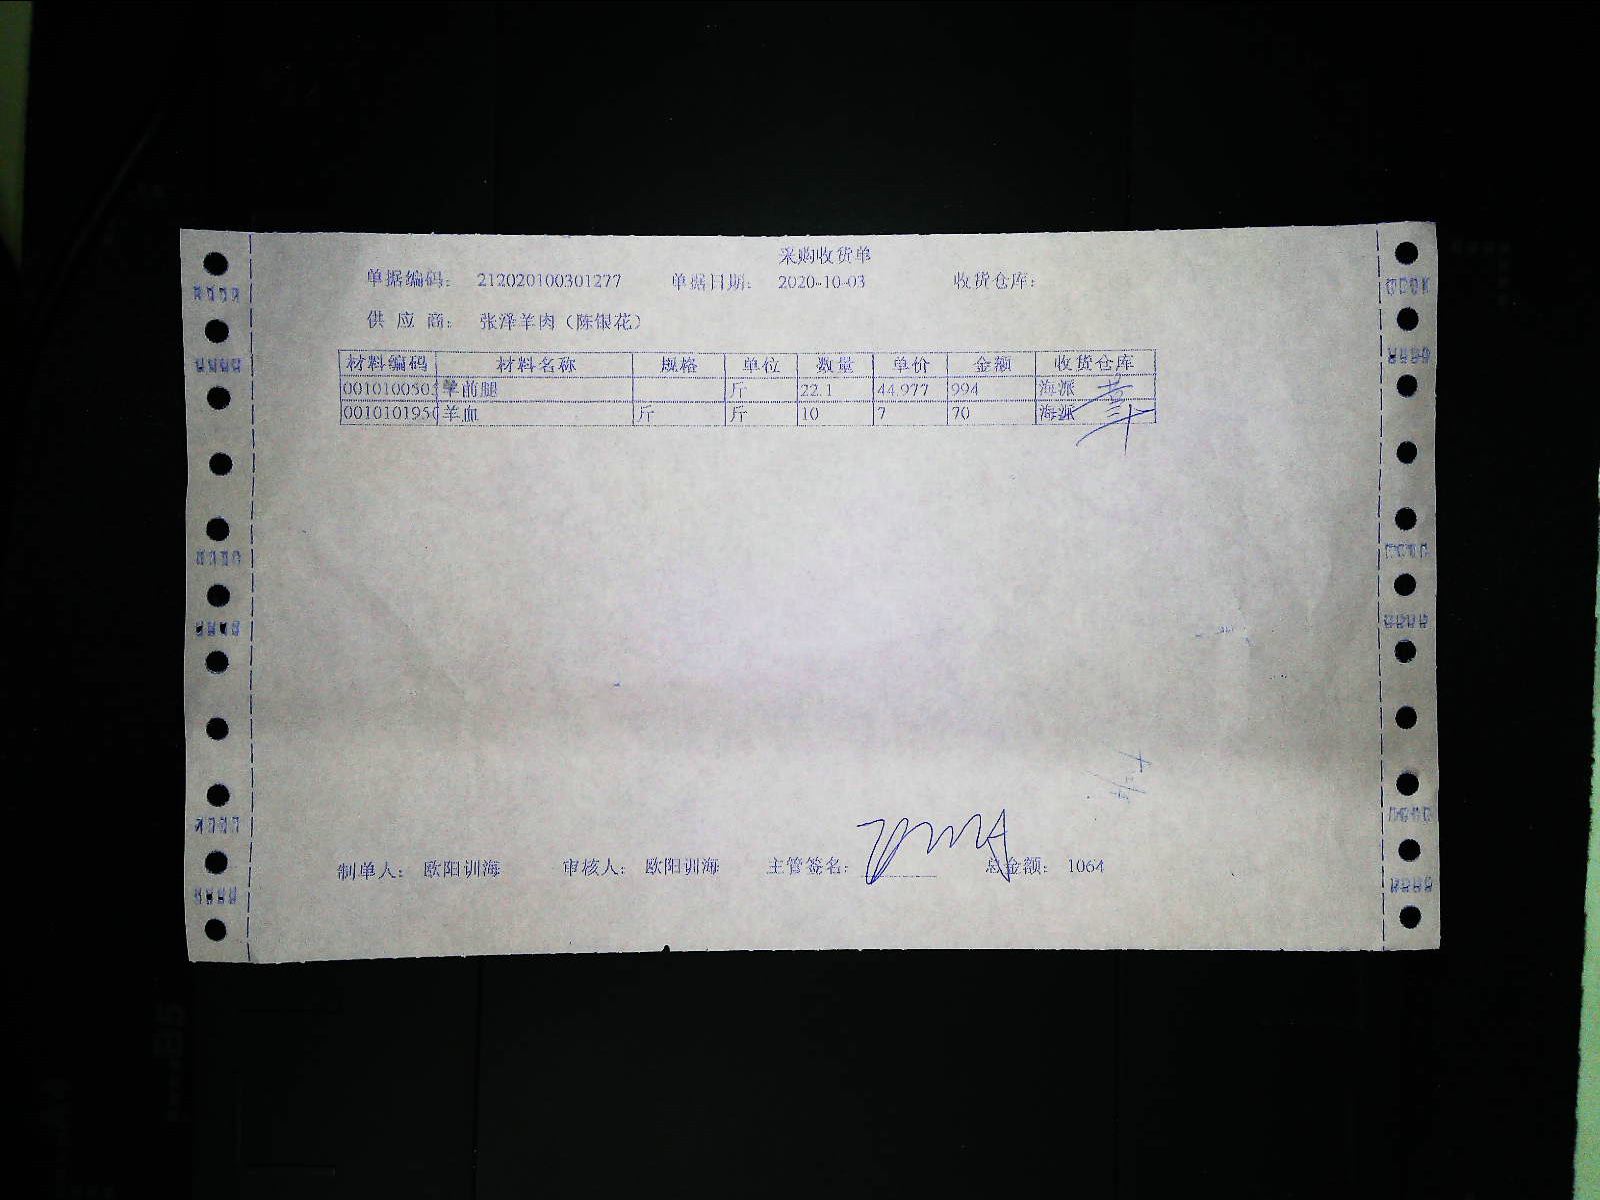 采购收货单
单据编码： 212020100301277 单据日期： 2020-10-03 收货仓库：
供 应 商： 张泽羊肉（陈银花）
材料编码 材料名称 规格 单位 数量 单价 金额 收货仓库
0010100503 羊前腿 斤 22.1 44.977 994 海派
0010101950 羊血 斤 斤 10 7 70 海派
制单人： 欧阳训海 审核人： 欧阳训海 主管签名： 总金额： 1064